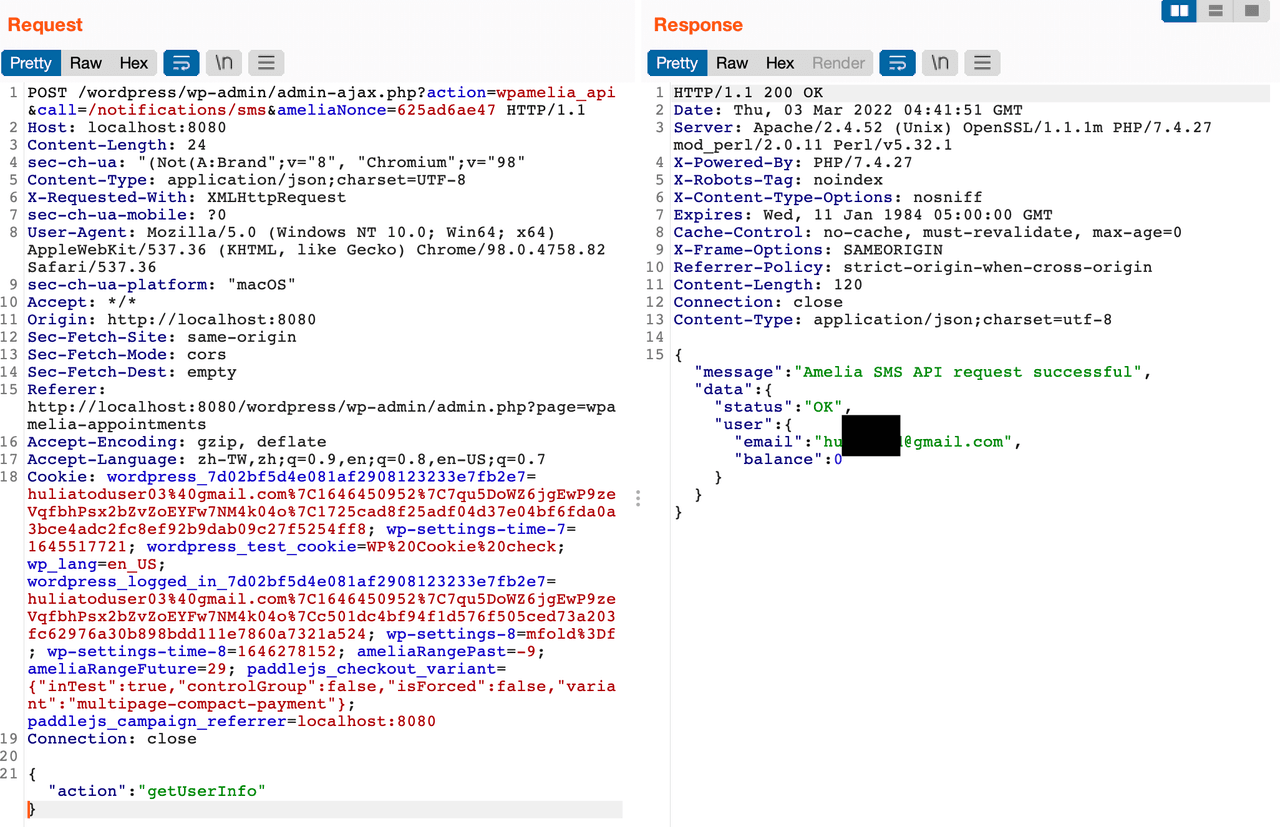 Request
Pretty Raw Hex \n
1 POST /wordpress/wp-admin/admin-ajax.php?action=wpamelia_api
&call=/notifications/sms&ameliaNonce=625ad6ae47 HTTP/1.1
2 Host: localhost:8080
3 Content-Length: 24
4 sec-ch-ua: "(Not(A:Brand";v="8", "Chromium";v="98"
5 Content-Type: application/json;charset=UTF-8
6 X-Requested-With: XMLHttpRequest
7 sec-ch-ua-mobile: ?0
8 User-Agent: Mozilla/5.0 (Windows NT 10.0; Win64; x64)
AppleWebKit/537.36 (KHTML, like Gecko) Chrome/98.0.4758.82
Safari/537.36
9 sec-ch-ua-platform: "macOS"
10 Accept: */*
11 Origin: http://localhost:8080
12 Sec-Fetch-Site: same-origin
13 Sec-Fetch-Mode: cors
14 Sec-Fetch-Dest: empty
15 Referer:
http://localhost:8080/wordpress/wp-admin/admin.php?page=wpa
melia-appointments
16 Accept-Encoding: gzip, deflate
17 Accept-Language: zh-TW,zh;q=0.9,en;q=0.8,en-US;q=0.7
18 Cookie: wordpress_7d02bf5d4e081af2908123233e7fb2e7=
huliatoduser03%40gmail.com%7C1646450952%7C7qu5DoWZ6jgEwP9ze
VqfbhPsx2bZvZoEYFw7NM4k04o%7C1725cad8f25adf04d37e04bf6fda0a
3bce4adc2fc8ef92b9dab09c27f5254ff8; wp-settings-time-7=
1645517721; wordpress_test_cookie=WP%20Cookie%20check;
wp_lang=en_US;
wordpress_logged_in_7d02bf5d4e081af2908123233e7fb2e7=
huliatoduser03%40gmail.com%7C1646450952%7C7qu5DoWZ6jgEwP9ze
VqfbhPsx2bZvZoEYFw7NM4k04o%7Cc501dc4bf94f1d576f505ced73a203
fc62976a30b898bdd111e7860a7321a524; wp-settings-8=mfold%3Df
; wp-settings-time-8=1646278152; ameliaRangePast=-9;
ameliaRangeFuture=29; paddlejs_checkout_variant=
{"inTest":true,"controlGroup":false,"isForced":false,"varia
nt":"multipage-compact-payment"};
paddlejs_campaign_referrer=localhost:8080
19 Connection: close
20
21 {
"action":"getUserInfo"
}
Response
Pretty Raw Hex Render \n
1 HTTP/1.1 200 OK
2 Date: Thu, 03 Mar 2022 04:41:51 GMT
3 Server: Apache/2.4.52 (Unix) OpenSSL/1.1.1m PHP/7.4.27
mod_perl/2.0.11 Perl/v5.32.1
4 X-Powered-By: PHP/7.4.27
5 X-Robots-Tag: noindex
6 X-Content-Type-Options: nosniff
7 Expires: Wed, 11 Jan 1984 05:00:00 GMT
8 Cache-Control: no-cache, must-revalidate, max-age=0
9 X-Frame-Options: SAMEORIGIN
10 Referrer-Policy: strict-origin-when-cross-origin
11 Content-Length: 120
12 Connection: close
13 Content-Type: application/json;charset=utf-8
14
15 {
"message":"Amelia SMS API request successful",
"data":{
"status":"OK",
"user":{
"email":"hu @gmail.com",
"balance":0
}
}
}